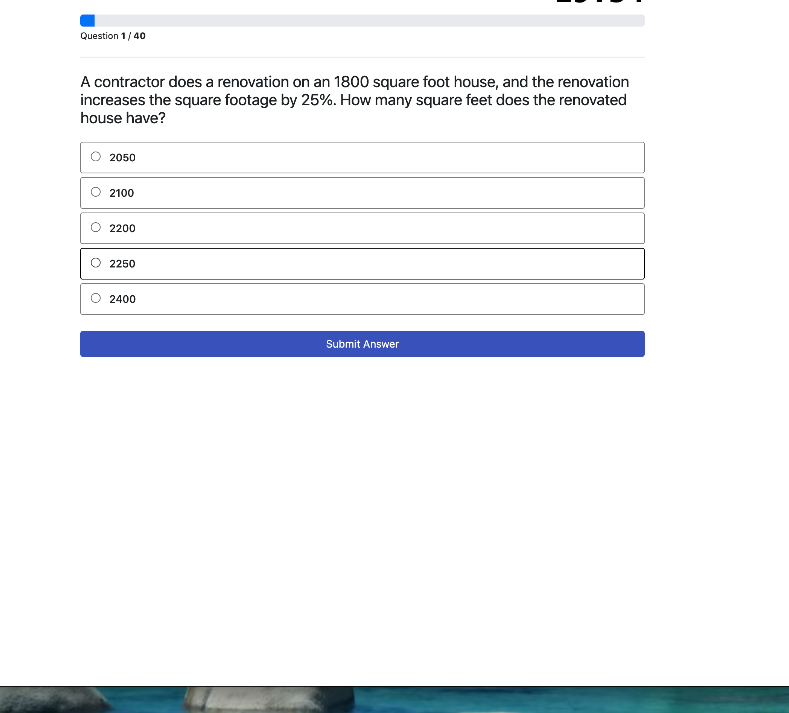 Question 1 / 40
A contractor does a renovation on an 1800 square foot house, and the renovation
increases the square footage by 25%. How many square feet does the renovated
house have?
2050
2100
2200
2250
2400
Submit Answer